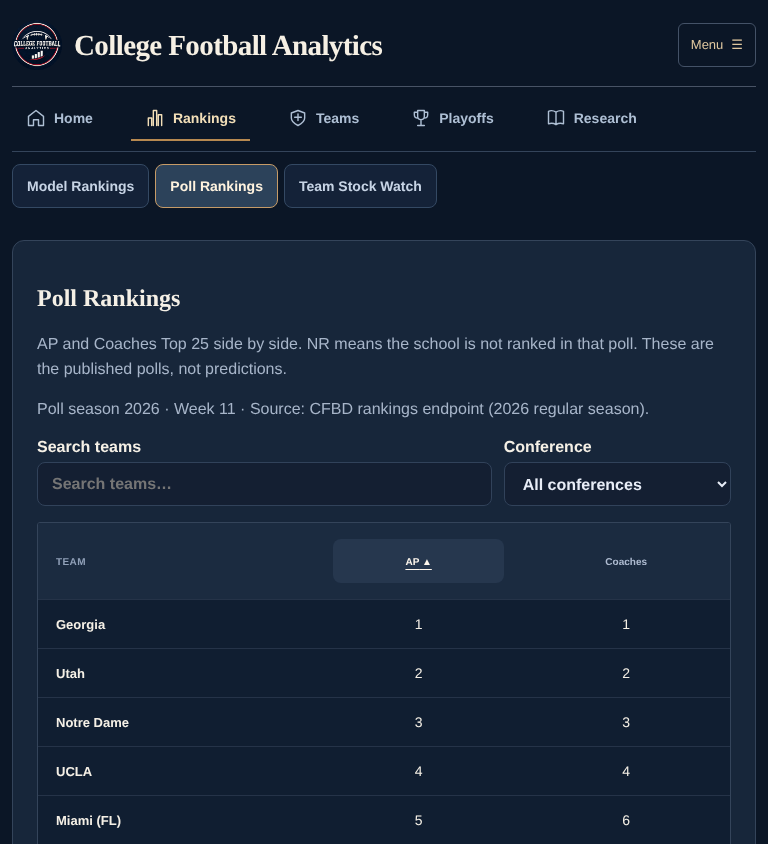 COLLEGE FOOTBALL
ANALYTICS
College Football Analytics
Menu ☰
Home
Rankings
Teams
Playoffs
Research
Model Rankings
Poll Rankings
Team Stock Watch
Poll Rankings
AP and Coaches Top 25 side by side. NR means the school is not ranked in that poll. These are
the published polls, not predictions.
Poll season 2026 · Week 11 · Source: CFBD rankings endpoint (2026 regular season).
Search teams
Conference
Search teams…
All conferences
TEAM AP ▲ Coaches
Georgia 1 1
Utah 2 2
Notre Dame 3 3
UCLA 4 4
Miami (FL) 5 6